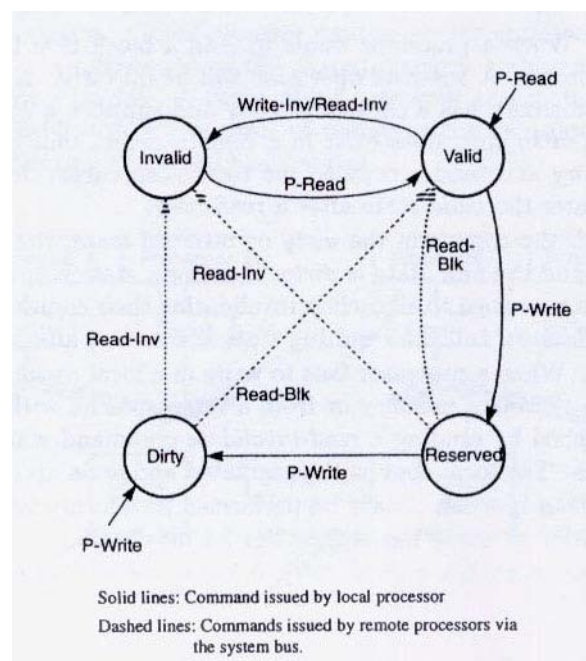 P-Read
Write-Inv/Read-Inv
Invalid
Valid
P-Read
Read-Inv
Read-
Blk
P-Write
Read-Inv
Read-Blk
Dirty
Reserved
P-Write
P-Write
Solid lines: Command issued by local processor
Dashed lines: Commands issued by remote processors via
the system bus.